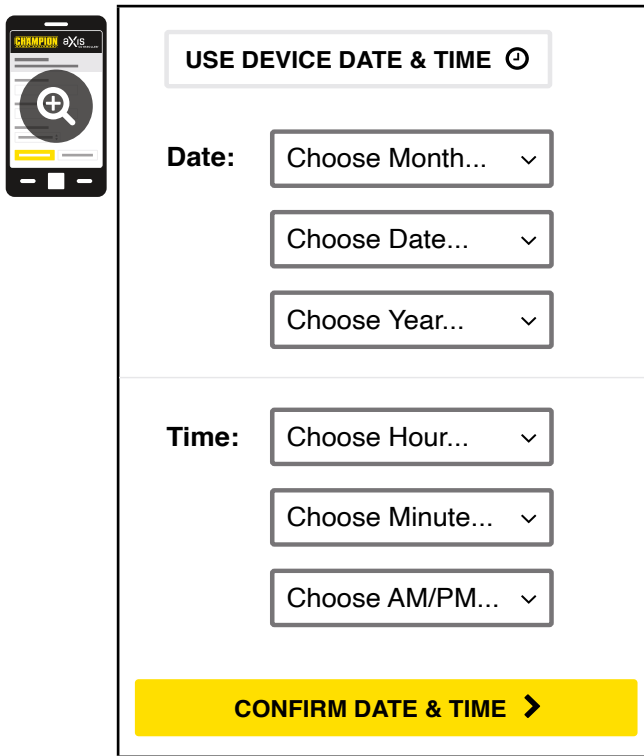 CHAMPION aXis
USE DEVICE DATE & TIME
Date:
Choose Month...
Choose Date...
Choose Year...
Time:
Choose Hour...
Choose Minute...
Choose AM/PM...
CONFIRM DATE & TIME